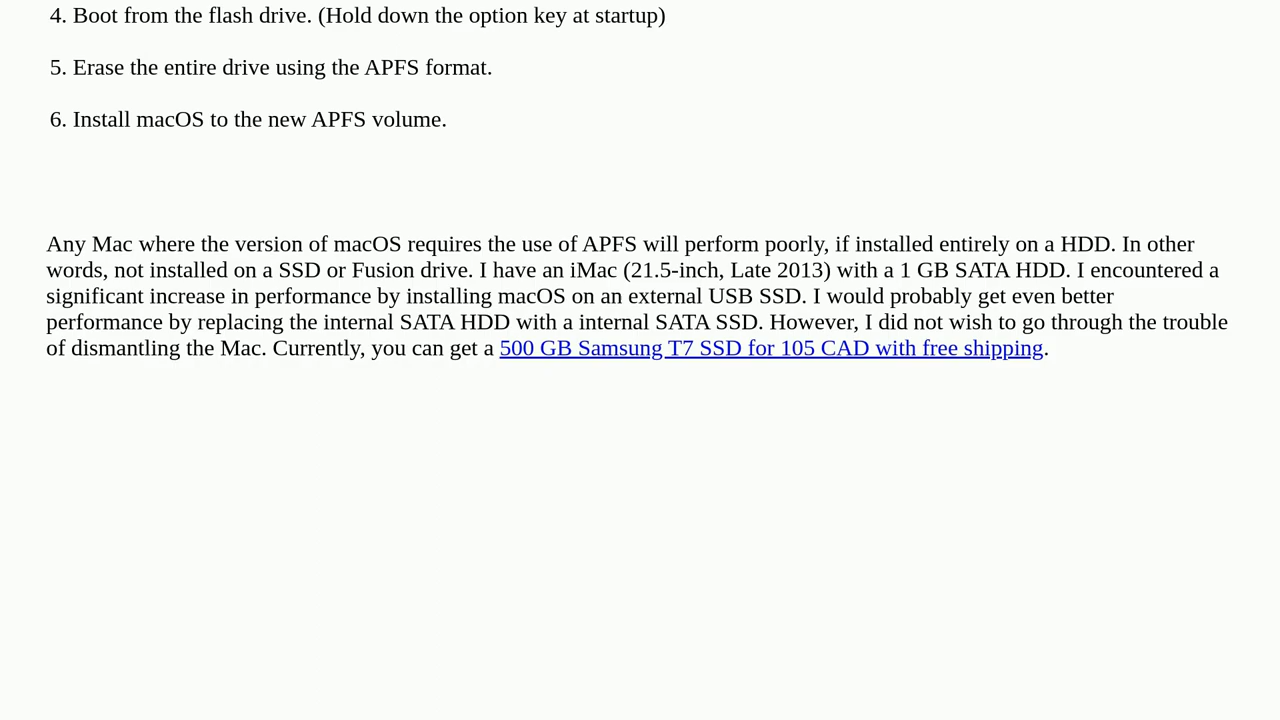 4. Boot from the flash drive. (Hold down the option key at startup)
5. Erase the entire drive using the APFS format.
6. Install macOS to the new APFS volume.
Any Mac where the version of macOS requires the use of APFS will perform poorly, if installed entirely on a HDD. In other
words, not installed on a SSD or Fusion drive. I have an iMac (21.5-inch, Late 2013) with a 1 GB SATA HDD. I encountered a
significant increase in performance by installing macOS on an external USB SSD. I would probably get even better
performance by replacing the internal SATA HDD with a internal SATA SSD. However, I did not wish to go through the trouble
of dismantling the Mac. Currently, you can get a 500 GB Samsung T7 SSD for 105 CAD with free shipping.